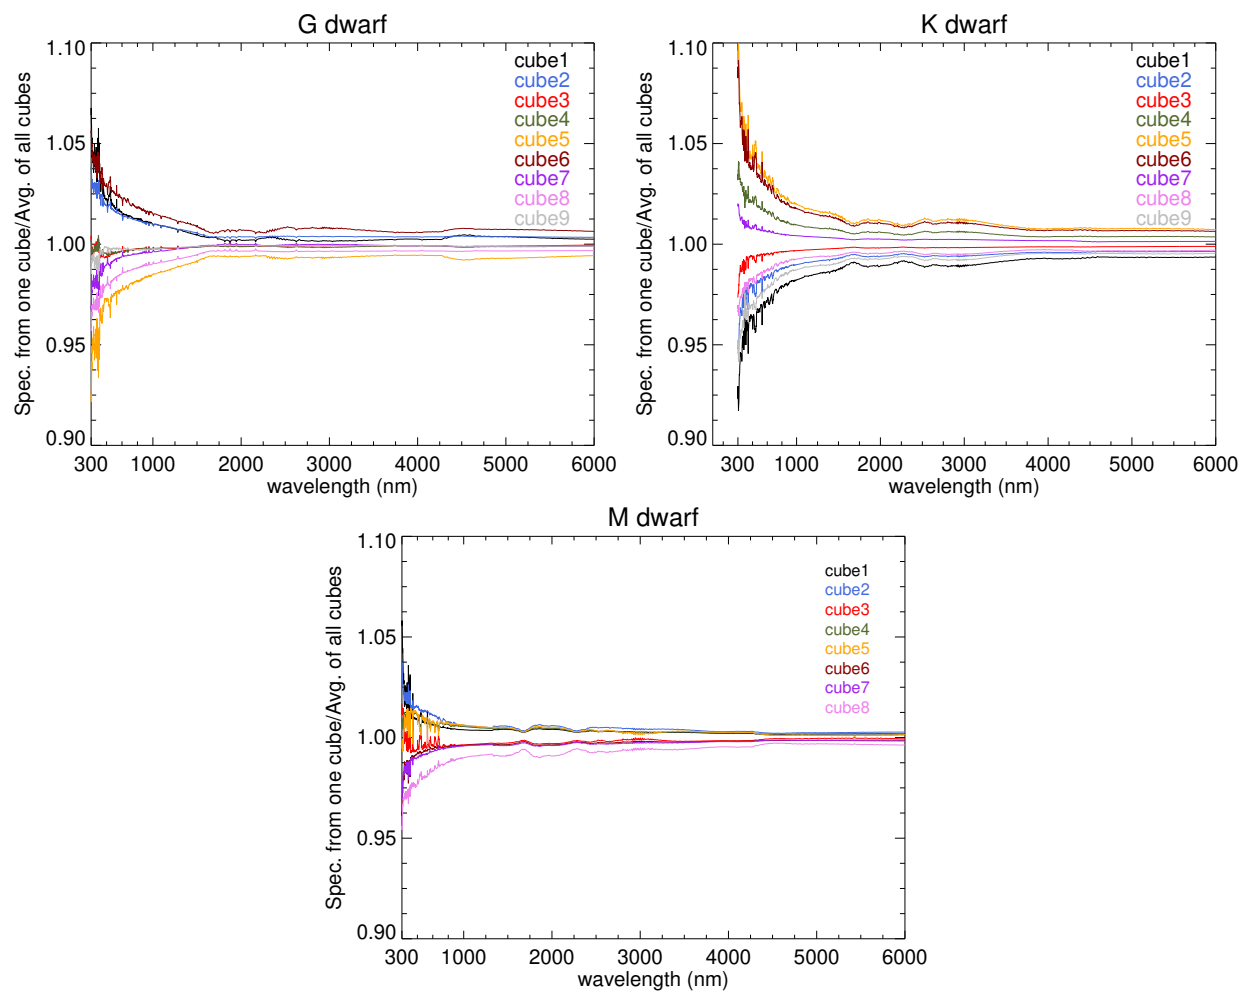 G dwarf
Spec. from one cube/Avg. of all cubes
1.10
1.05
1.00
0.95
0.90
cube1
cube2
cube3
cube4
cube5
cube6
cube7
cube8
cube9
300 1000 2000 3000 4000 5000 6000
wavelength (nm)
K dwarf
Spec. from one cube/Avg. of all cubes
1.10
1.05
1.00
0.95
0.90
cube1
cube2
cube3
cube4
cube5
cube6
cube7
cube8
cube9
300 1000 2000 3000 4000 5000 6000
wavelength (nm)
M dwarf
Spec. from one cube/Avg. of all cubes
1.10
1.05
1.00
0.95
0.90
cube1
cube2
cube3
cube4
cube5
cube6
cube7
cube8
300 1000 2000 3000 4000 5000 6000
wavelength (nm)